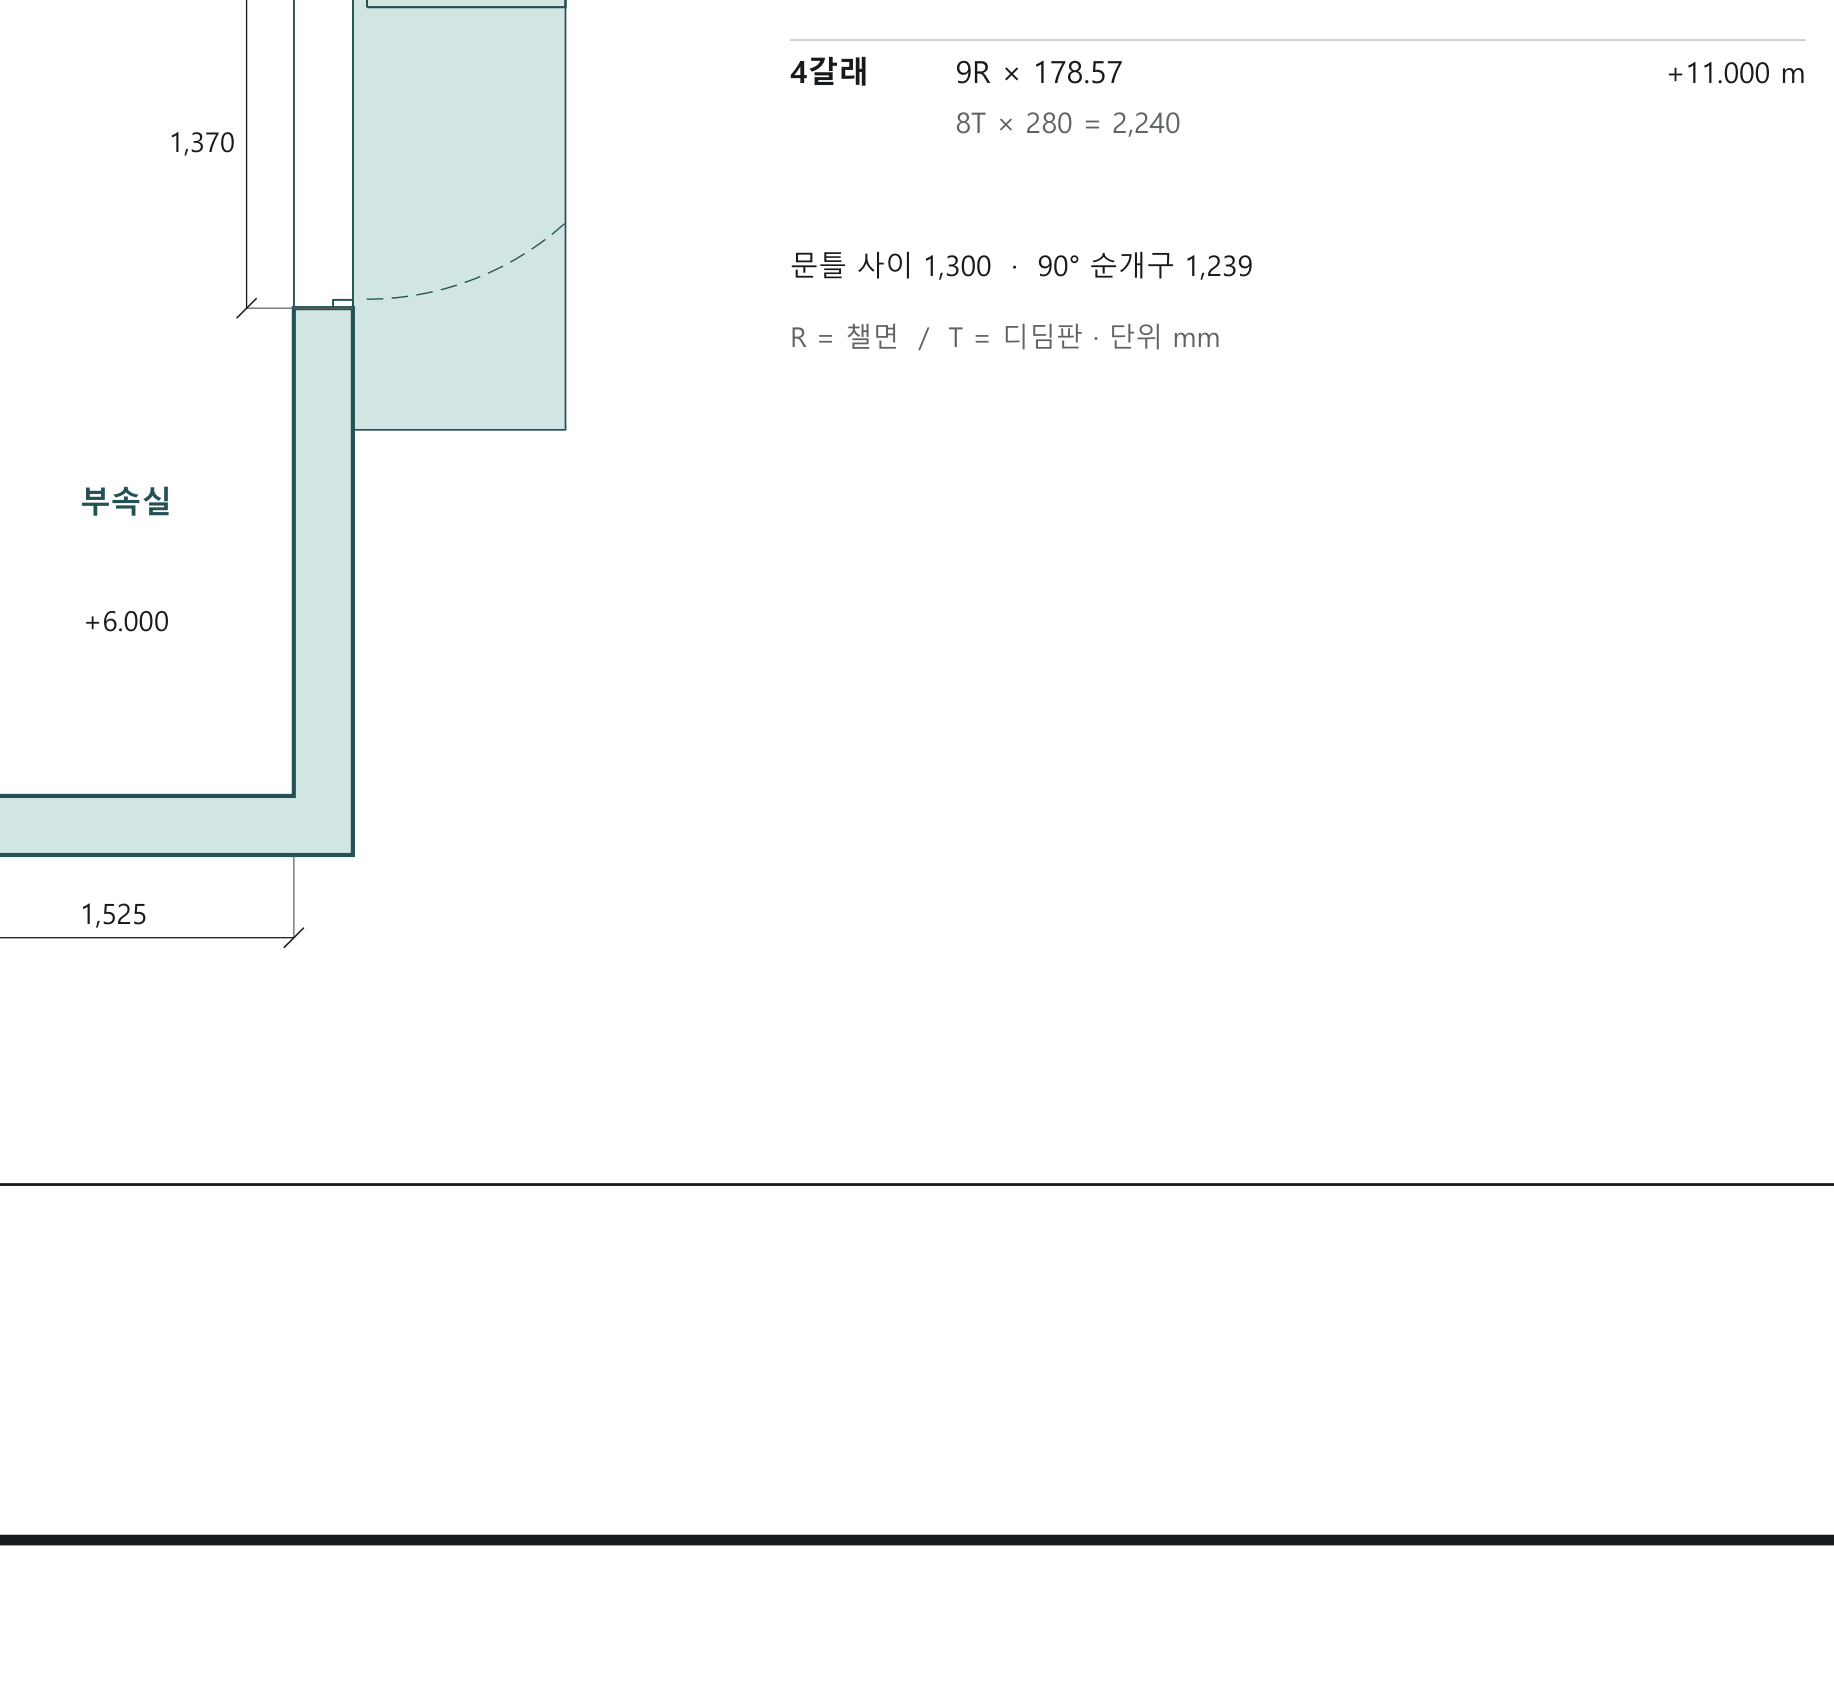 4갈래 9R × 178.57 +11.000 m
8T × 280 = 2,240
1,370
문틀 사이 1,300 · 90° 순개구 1,239
R = 챌면 / T = 디딤판 · 단위 mm
부속실
+6.000
1,525